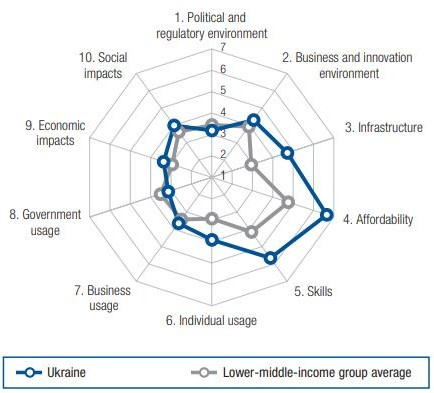 1. Political and
regulatory environment
7
10. Social
impacts
2. Business and innovation
environment
6
5
4
9. Economic
impacts
3
3. Infrastructure
2
1
8. Government
usage
4. Affordability
7. Business
usage
5. Skills
6. Individual usage
Ukraine
Lower-middle-income group average